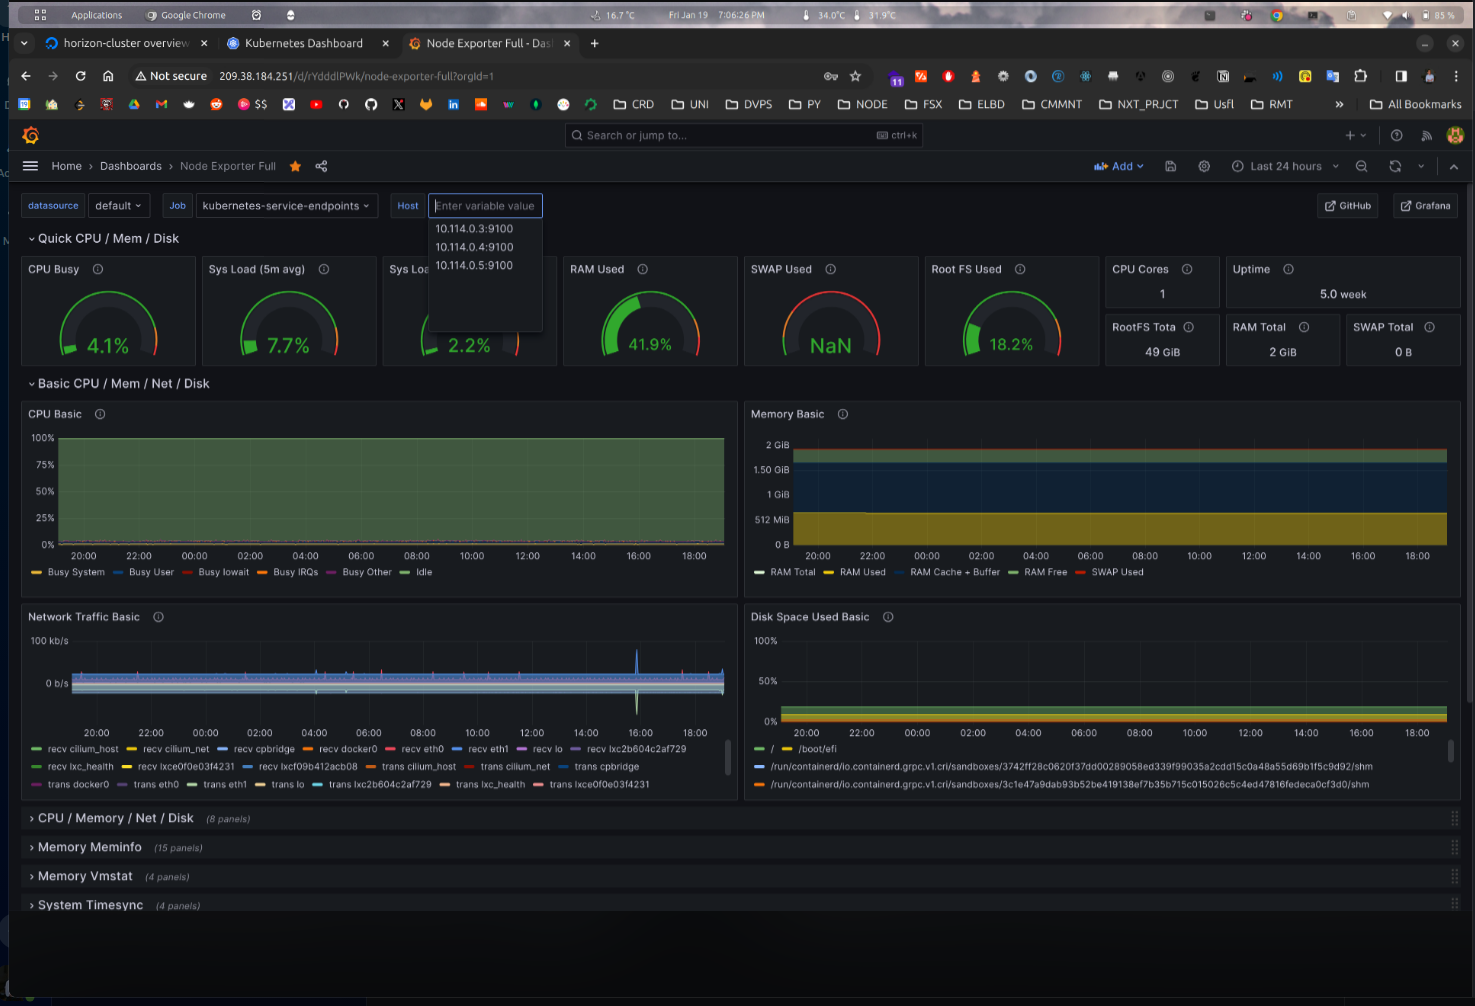 Applications Google Chrome 16.7 °C Fri Jan 19 7:06:26 PM 34.0°C 31.9°C 85 %
horizon-cluster overview Kubernetes Dashboard Node Exporter Full - Das
Not secure 209.38.184.251/d/rYdddlPWk/node-exporter-full?orgId=1 11
$$ CRD UNI DVPS PY NODE FSX ELBD CMMNT NXT_PRJCT Usfl RMT » All Bookmarks
Search or jump to... ctrl+k
Home › Dashboards › Node Exporter Full Add Last 24 hours
datasource default Job kubernetes-service-endpoints Host Enter variable value GitHub Grafana
10.114.0.3:9100
10.114.0.4:9100
10.114.0.5:9100
Quick CPU / Mem / Disk
CPU Busy Sys Load (5m avg) Sys Loa RAM Used SWAP Used Root FS Used CPU Cores Uptime
1 5.0 week
RootFS Tota RAM Total SWAP Total
4.1% 7.7% 2.2% 41.9% NaN 18.2% 49 GiB 2 GiB 0 B
Basic CPU / Mem / Net / Disk
CPU Basic
100%
75%
50%
25%
0%
20:00 22:00 00:00 02:00 04:00 06:00 08:00 10:00 12:00 14:00 16:00 18:00
Busy System Busy User Busy Iowait Busy IRQs Busy Other Idle
Memory Basic
2 GiB
1.50 GiB
1 GiB
512 MiB
0 B
20:00 22:00 00:00 02:00 04:00 06:00 08:00 10:00 12:00 14:00 16:00 18:00
RAM Total RAM Used RAM Cache + Buffer RAM Free SWAP Used
Network Traffic Basic
100 kb/s
0 b/s
20:00 22:00 00:00 02:00 04:00 06:00 08:00 10:00 12:00 14:00 16:00 18:00
recv cilium_host recv cilium_net recv cpbridge recv docker0 recv eth0 recv eth1 recv lo recv lxc2b604c2af729
recv lxc_health recv lxce0f0e03f4231 recv lxcf09b412acb08 trans cilium_host trans cilium_net trans cpbridge
trans docker0 trans eth0 trans eth1 trans lo trans lxc2b604c2af729 trans lxc_health trans lxce0f0e03f4231
Disk Space Used Basic
100%
50%
0%
20:00 22:00 00:00 02:00 04:00 06:00 08:00 10:00 12:00 14:00 16:00 18:00
/ /boot/efi
/run/containerd/io.containerd.grpc.v1.cri/sandboxes/3742ff28c0620f37dd00289058ed339f99035a2cdd15c0a48a55d69b1f5c9d92/shm
/run/containerd/io.containerd.grpc.v1.cri/sandboxes/3c1e47a9dab93b52be419138ef7b35b715c015026c5c4ed47816fedeca0cf3d0/shm
CPU / Memory / Net / Disk (8 panels)
Memory Meminfo (15 panels)
Memory Vmstat (4 panels)
System Timesync (4 panels)